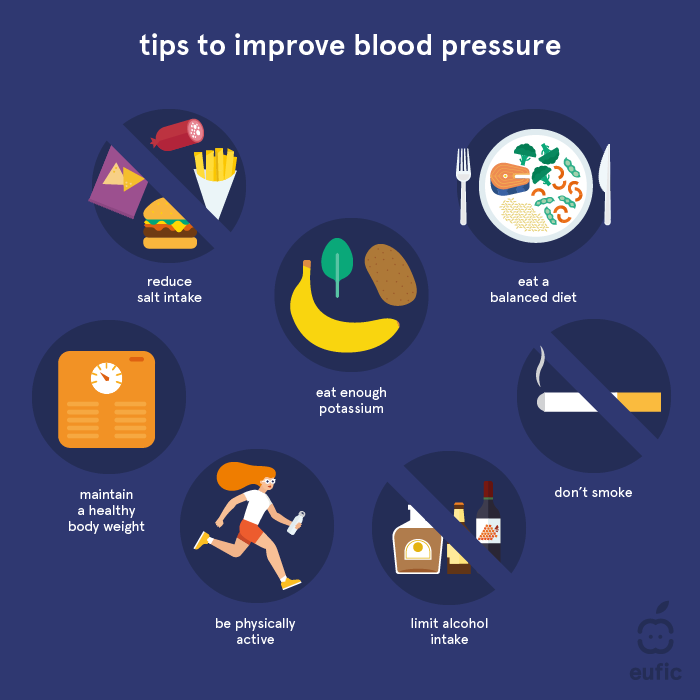 tips to improve blood pressure
reduce
salt intake
eat a
balanced diet
eat enough
potassium
maintain
a healthy
body weight
don't smoke
be physically
active
limit alcohol
intake
eufic